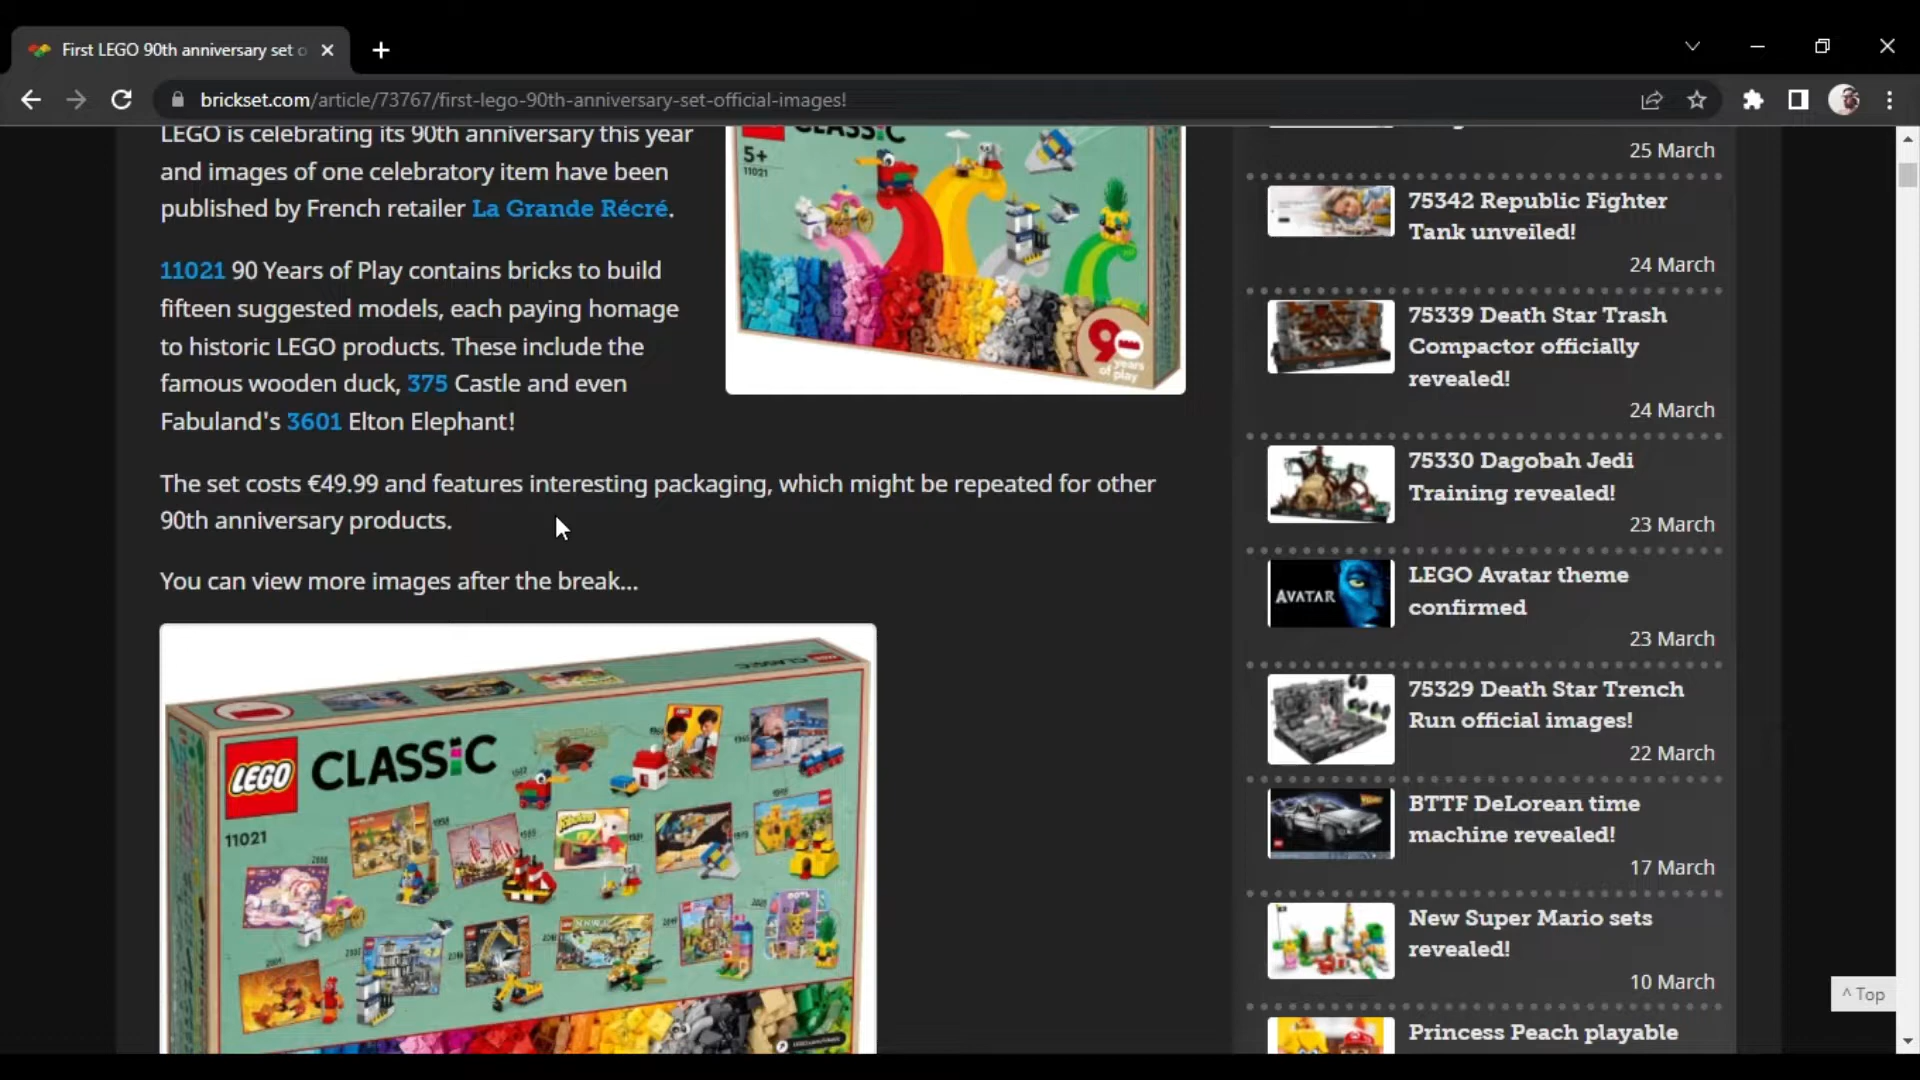 First LEGO 90th anniversary set o
brickset.com/article/73767/first-lego-90th-anniversary-set-official-images!
LEGO is celebrating its 90th anniversary this year
and images of one celebratory item have been
published by French retailer La Grande Récré.
11021 90 Years of Play contains bricks to build
fifteen suggested models, each paying homage
to historic LEGO products. These include the
famous wooden duck, 375 Castle and even
Fabuland's 3601 Elton Elephant!
CLASSIC
5+
11021
90
years
of play
The set costs €49.99 and features interesting packaging, which might be repeated for other
90th anniversary products.
You can view more images after the break...
LEGO CLASSIC
11021
25 March
75342 Republic Fighter
Tank unveiled!
24 March
75339 Death Star Trash
Compactor officially
revealed!
24 March
75330 Dagobah Jedi
Training revealed!
23 March
AVATAR
LEGO Avatar theme
confirmed
23 March
75329 Death Star Trench
Run official images!
22 March
BTTF DeLorean time
machine revealed!
17 March
New Super Mario sets
revealed!
10 March
Princess Peach playable
^ Top